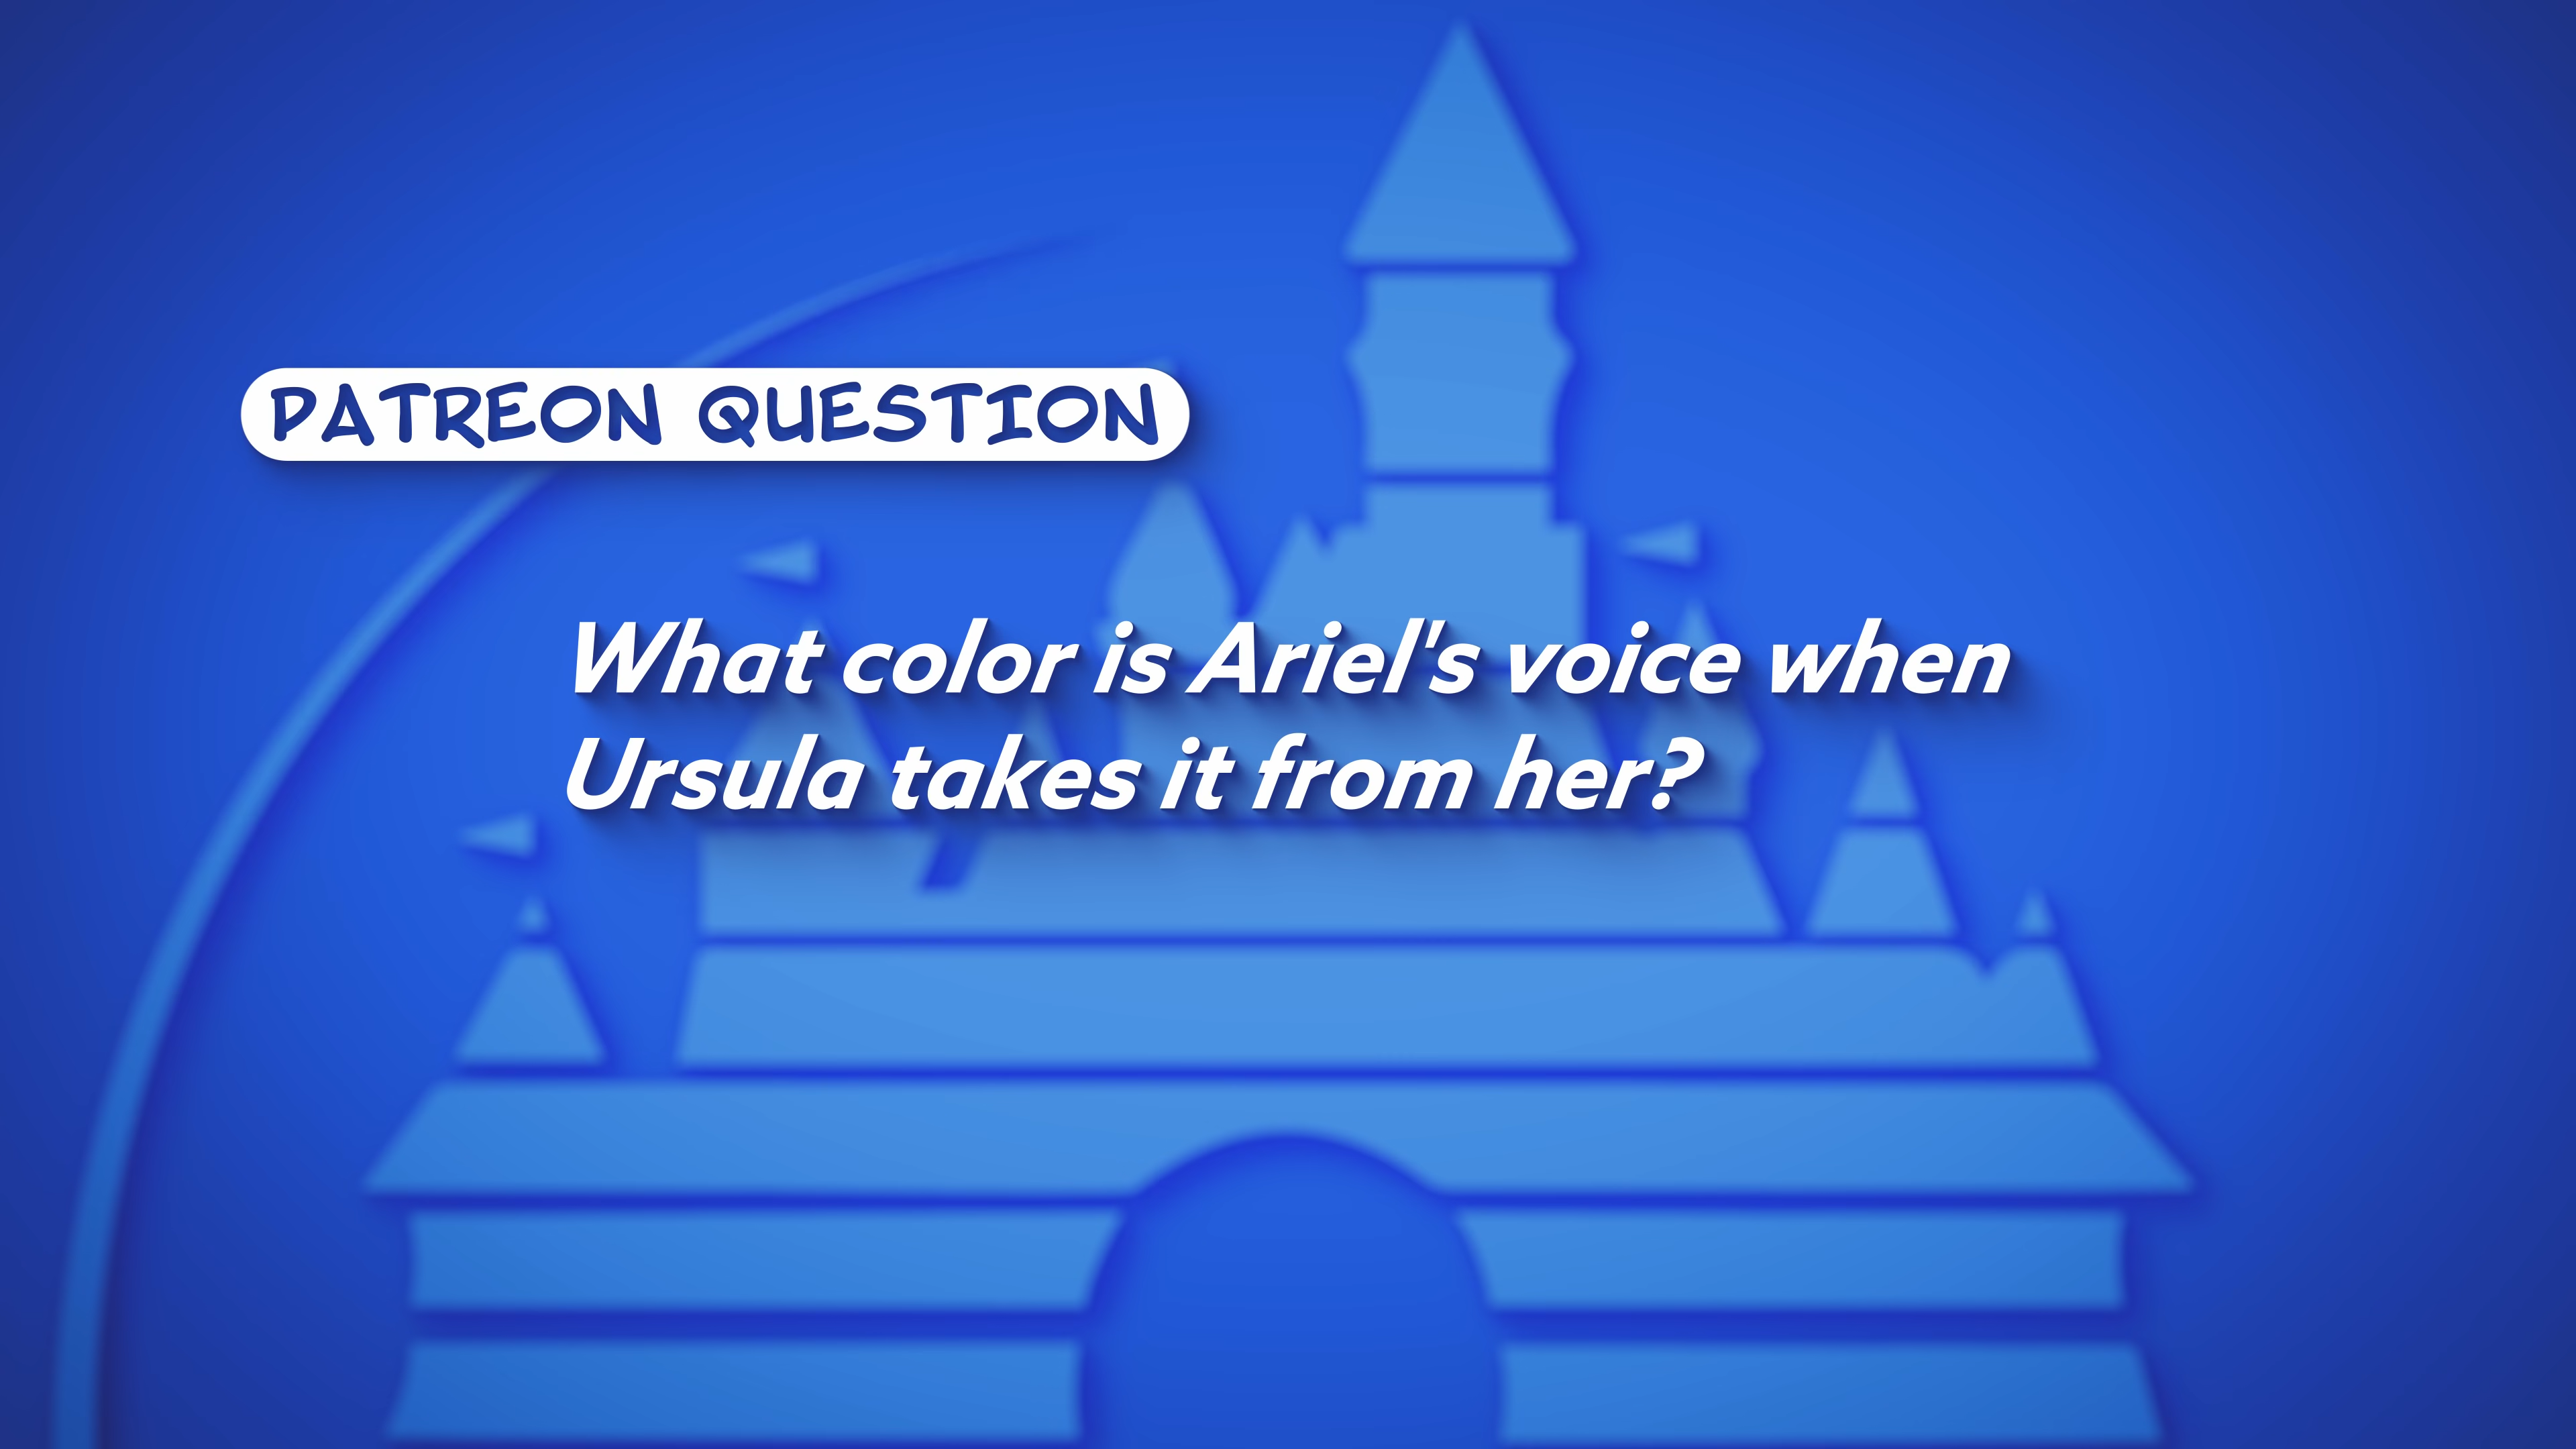 PATREON QUESTION
What color is Ariel's voice when
Ursula takes it from her?